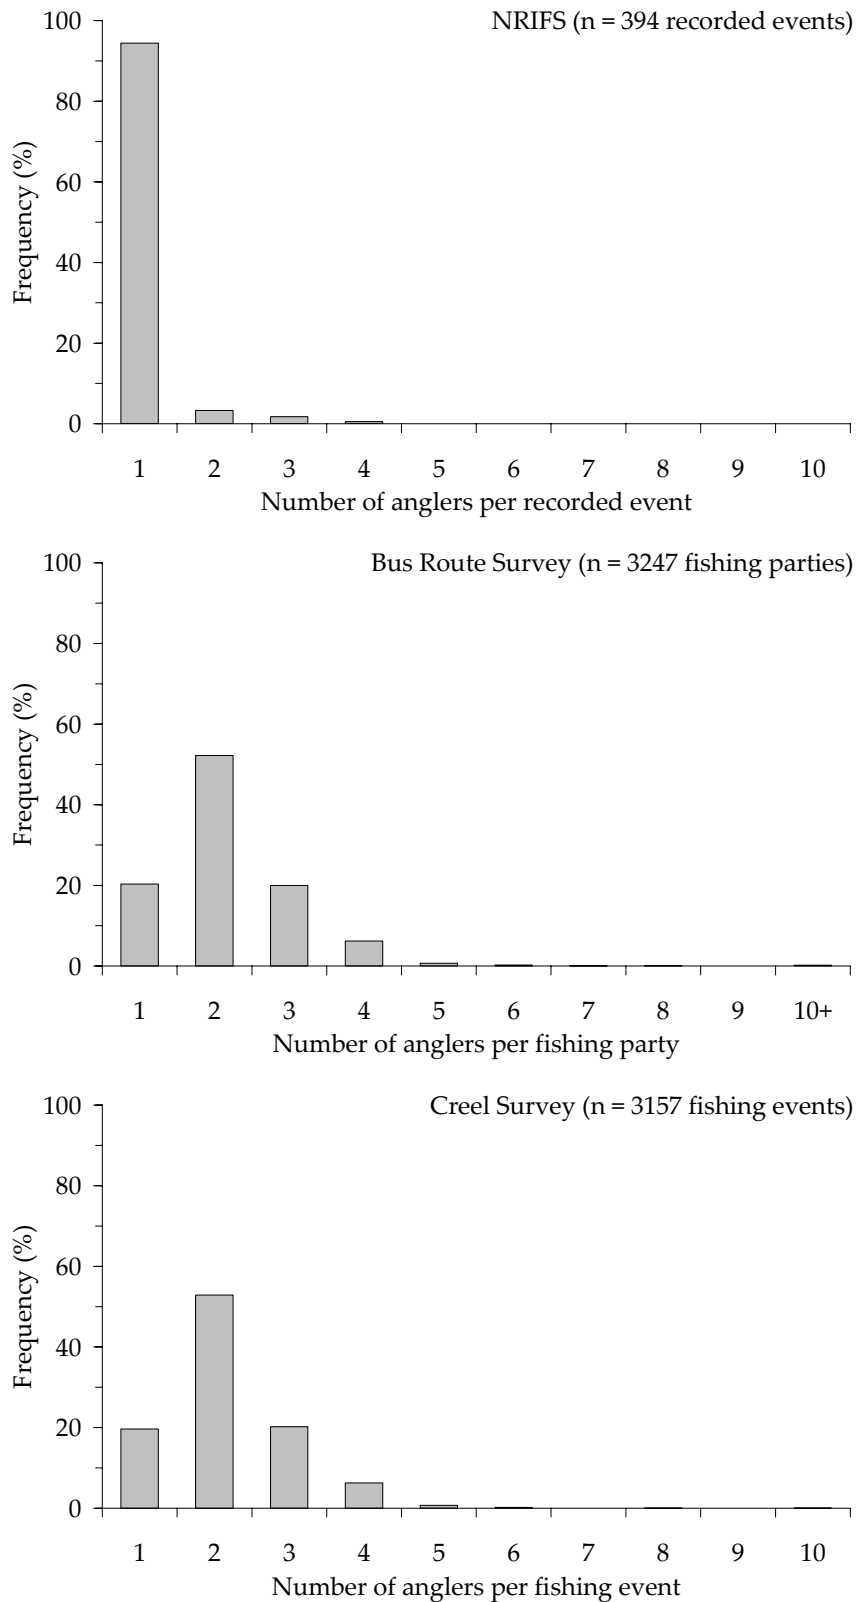 NRIFS (n = 394 recorded events)
100
80
60
40
20
0
Frequency (%)
1 2 3 4 5 6 7 8 9 10
Number of anglers per recorded event
Bus Route Survey (n = 3247 fishing parties)
100
80
60
40
20
0
Frequency (%)
1 2 3 4 5 6 7 8 9 10+
Number of anglers per fishing party
Creel Survey (n = 3157 fishing events)
100
80
60
40
20
0
Frequency (%)
1 2 3 4 5 6 7 8 9 10
Number of anglers per fishing event